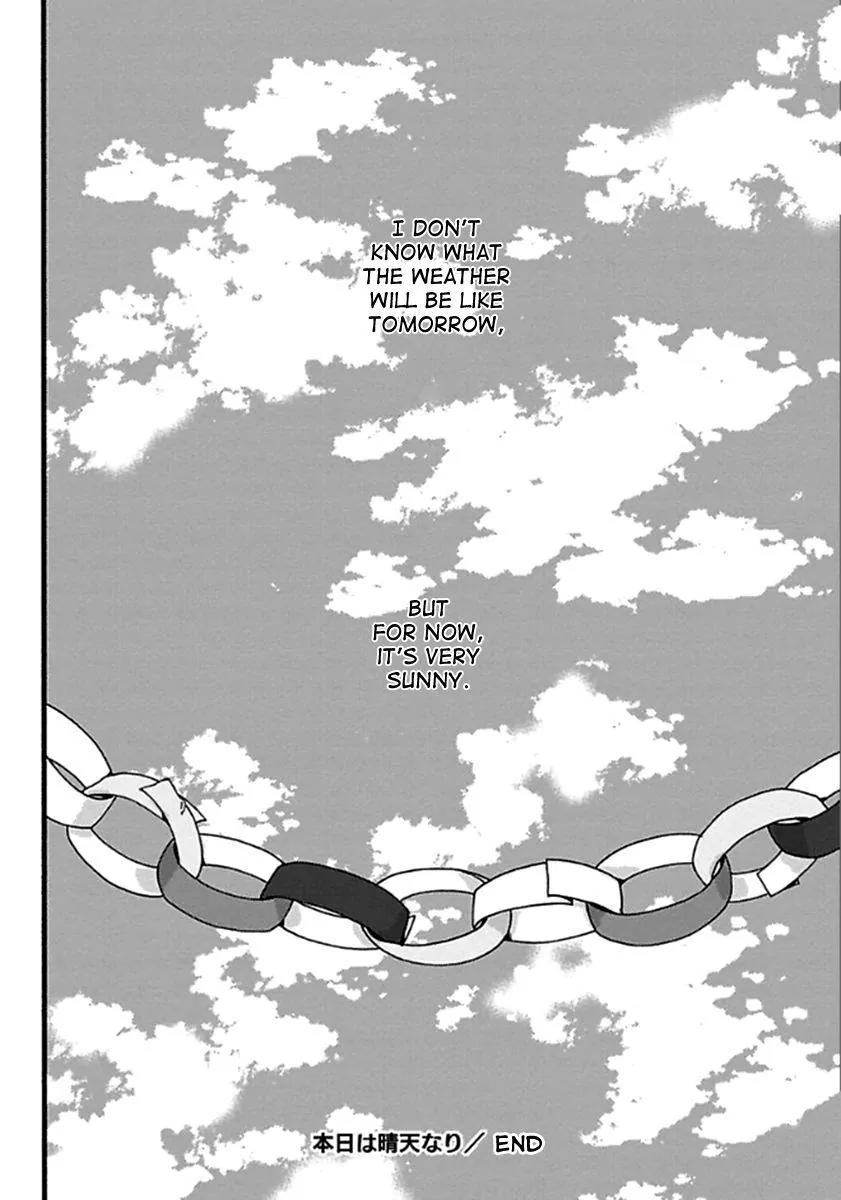 I DON'T
KNOW WHAT
THE WEATHER
WILL BE LIKE
TOMORROW,
BUT
FOR NOW,
IT'S VERY
SUNNY.
本日は晴天なり／ END